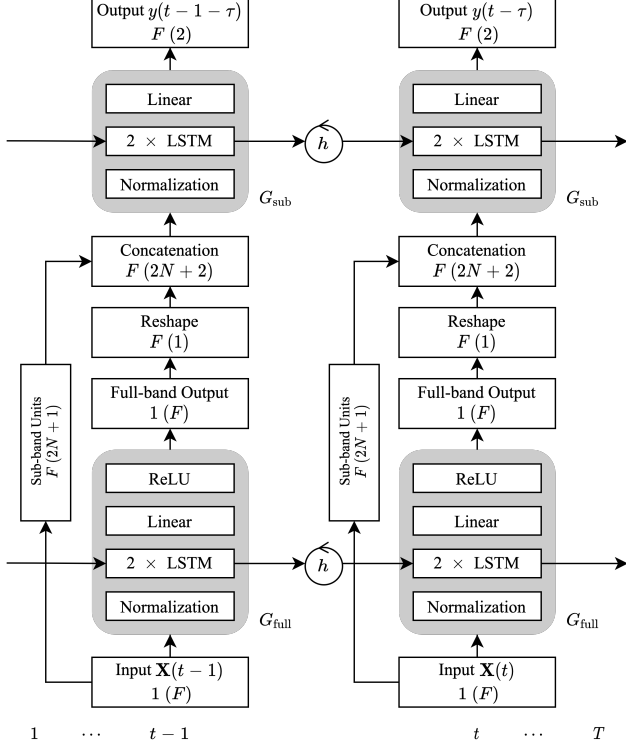 Output y(t − 1 − τ)
F (2)
Linear
2 × LSTM
Normalization
G_sub
h
Concatenation
F (2N + 2)
Reshape
F (1)
Full-band Output
1 (F)
Sub-band Units
F (2N + 1)
ReLU
Linear
2 × LSTM
Normalization
G_full
h
Input X(t − 1)
1 (F)
Output y(t − τ)
F (2)
Linear
2 × LSTM
Normalization
G_sub
Concatenation
F (2N + 2)
Reshape
F (1)
Full-band Output
1 (F)
Sub-band Units
F (2N + 1)
ReLU
Linear
2 × LSTM
Normalization
G_full
Input X(t)
1 (F)
1 ⋯ t − 1 t ⋯ T